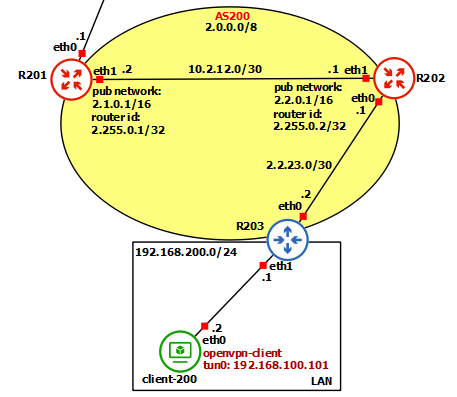 AS200
2.0.0.0/8
.1
eth0
R201
eth1
.2
10.2.12.0/30
.1
eth1
R202
pub network:
2.1.0.1/16
router id:
2.255.0.1/32
pub network:
2.2.0.1/16
router id:
2.255.0.2/32
eth0
.1
2.2.23.0/30
.2
eth0
R203
192.168.200.0/24
eth1
.1
.2
eth0
openvpn-client
tun0: 192.168.100.101
client-200
LAN